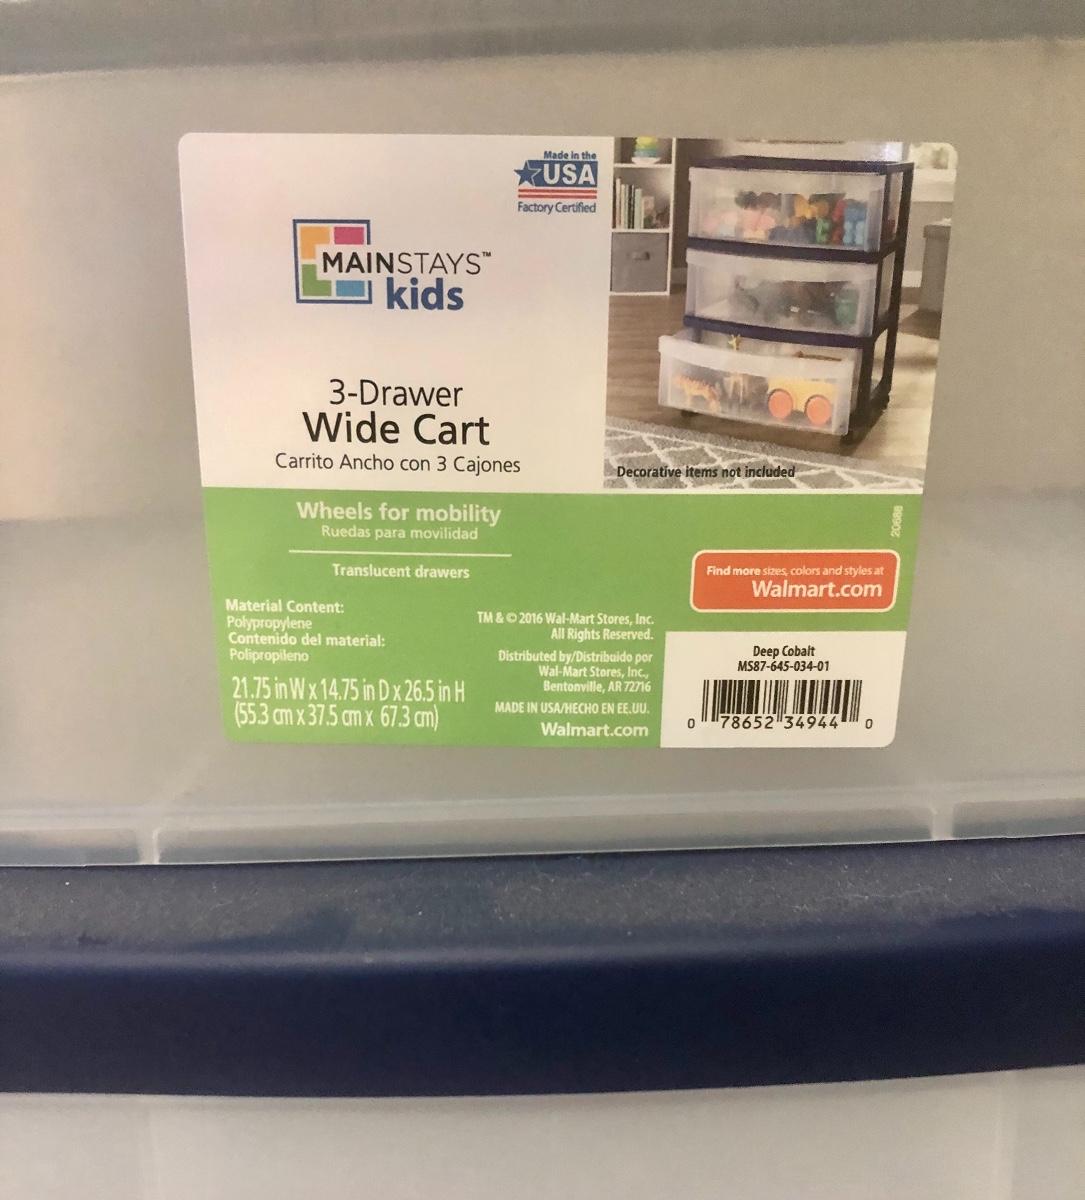 Made in the
USA
Factory Certified
MAINSTAYS™
kids
3-Drawer
Wide Cart
Carrito Ancho con 3 Cajones
Decorative items not included
Wheels for mobility
Ruedas para movilidad
Translucent drawers
Material Content:
Polypropylene
Contenido del material:
Polipropileno
21.75 in W x 14.75 in D x 26.5 in H
(55.3 cm x 37.5 cm x 67.3 cm)
TM & © 2016 Wal-Mart Stores, Inc.
All Rights Reserved.
Distributed by/Distribuido por
Wal-Mart Stores, Inc.,
Bentonville, AR 72716
MADE IN USA/HECHO EN EE.UU.
Walmart.com
20688
Find more sizes, colors and styles at
Walmart.com
Deep Cobalt
MS87-645-034-01
0 78652 34944 0